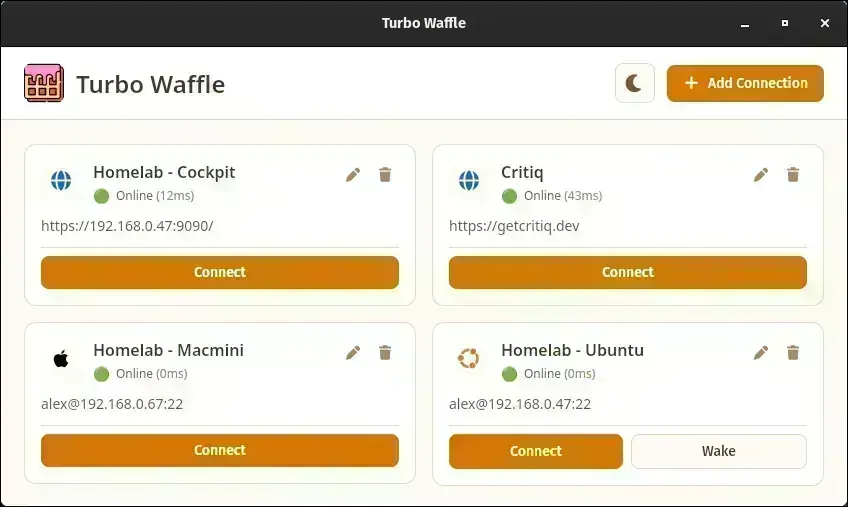 Turbo Waffle
Turbo Waffle
Add Connection
Homelab - Cockpit
Online (12ms)
https://192.168.0.47:9090/
Connect
Critiq
Online (43ms)
https://getcritiq.dev
Connect
Homelab - Macmini
Online (0ms)
alex@192.168.0.67:22
Connect
Homelab - Ubuntu
Online (0ms)
alex@192.168.0.47:22
Connect
Wake